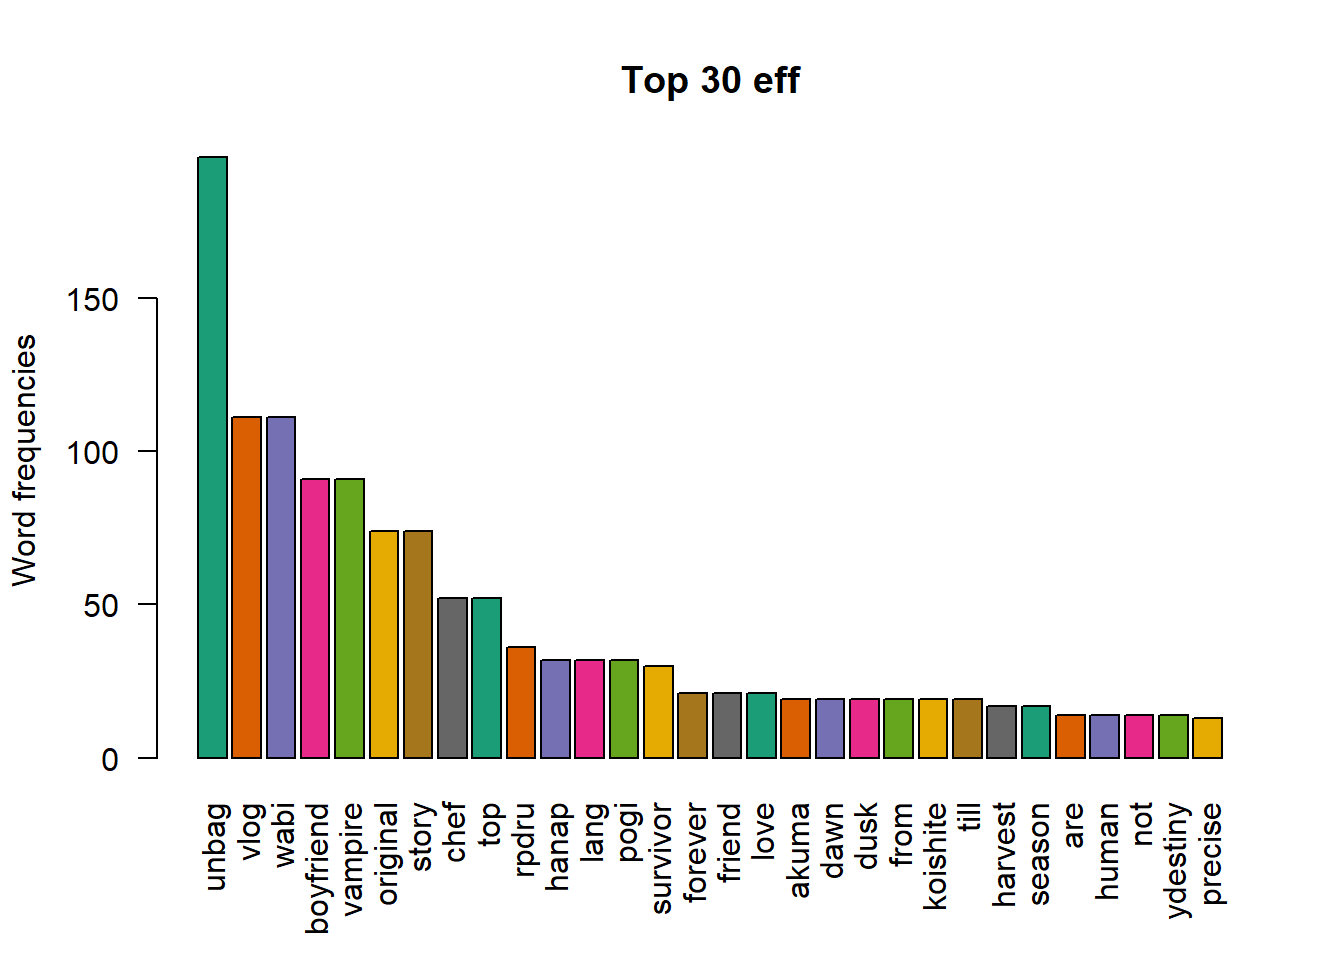 Top 30 eff
Word frequencies
150
100
50
0
unbag
vlog
wabi
boyfriend
vampire
original
story
chef
top
rpdru
hanap
lang
pogi
survivor
forever
friend
love
akuma
dawn
dusk
from
koishite
till
harvest
season
are
human
not
ydestiny
precise